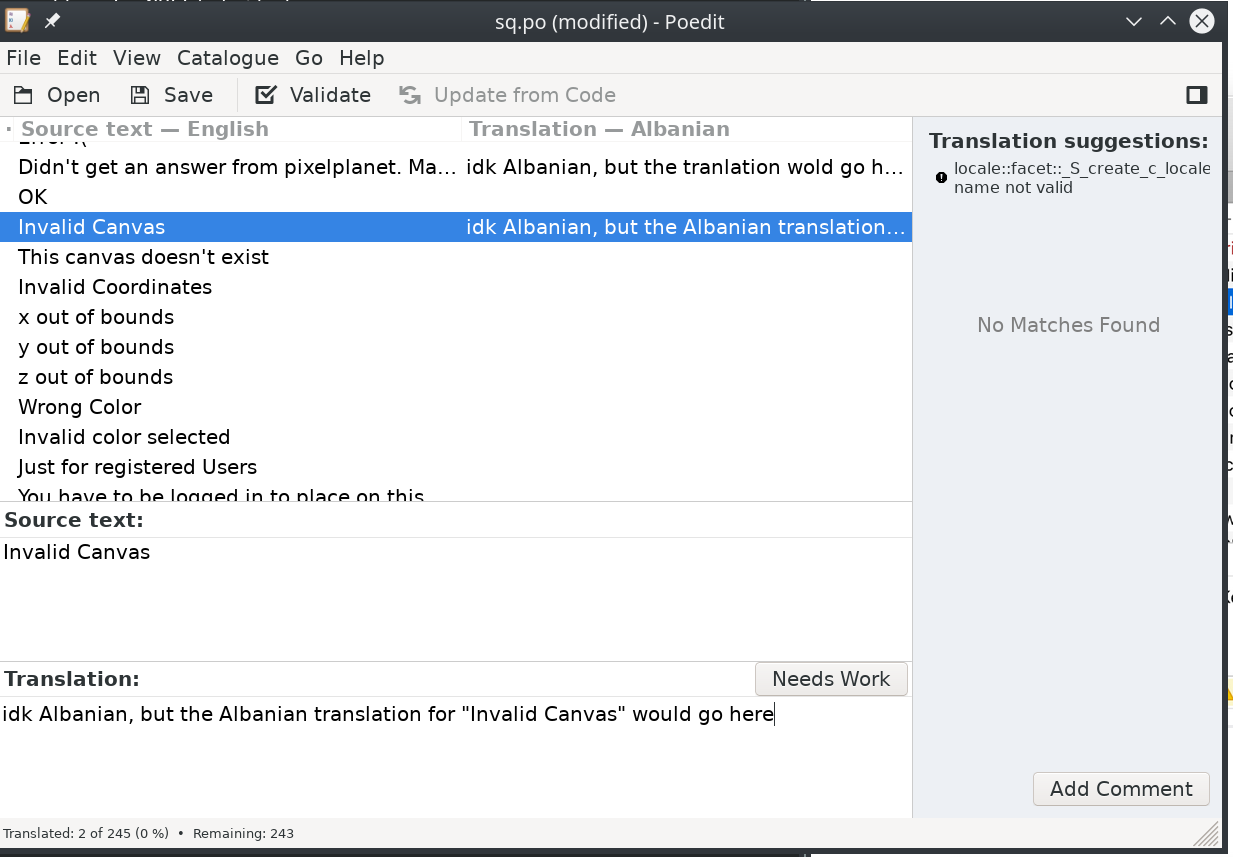 sq.po (modified) - Poedit
File Edit View Catalogue Go Help
Open Save Validate Update from Code
· Source text — English Translation — Albanian
Didn't get an answer from pixelplanet. Ma... idk Albanian, but the tranlation wold go h...
OK
Invalid Canvas idk Albanian, but the Albanian translation...
This canvas doesn't exist
Invalid Coordinates
x out of bounds
y out of bounds
z out of bounds
Wrong Color
Invalid color selected
Just for registered Users
You have to be logged in to place on this
Source text:
Invalid Canvas
Translation:
Needs Work
idk Albanian, but the Albanian translation for "Invalid Canvas" would go here
Translation suggestions:
locale::facet::_S_create_c_locale
name not valid
No Matches Found
Add Comment
Translated: 2 of 245 (0 %) • Remaining: 243